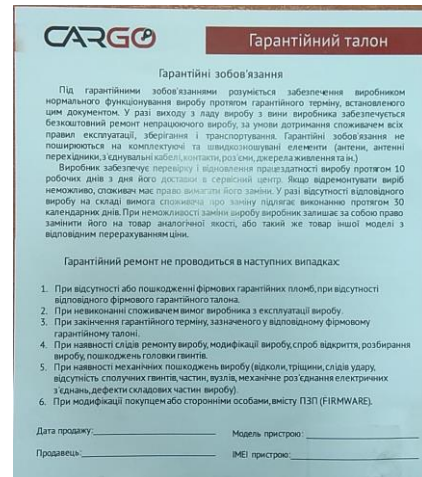 CARGO
Гарантійний талон
Гарантійні зобов'язання
Під гарантійними зобов'язаннями розуміється забезпечення виробником
нормального функціонування виробу протягом гарантійного терміну, встановленого
цим документом. У разі виходу з ладу виробу з вини виробника забезпечується
безкоштовний ремонт непрацюючого виробу, за умови дотримання споживачем всіх
правил експлуатації, зберігання і транспортування. Гарантійні зобов'язання не
поширюються на комплектуючі та швидкозношувані елементи (антени, антенні
перехідники, з'єднувальні кабелі, контакти, роз'єми, джерела живлення та ін.)
Виробник забезпечує перевірку і відновлення працездатності виробу протягом 10
робочих днів з дня його доставки в сервісний центр. Якщо відремонтувати виріб
неможливо, споживач має право вимагати його заміни. У разі відсутності відповідного
виробу на складі вимога споживача про заміну підлягає виконанню протягом 30
календарних днів. При неможливості заміни виробу виробник залишає за собою право
замінити його на товар аналогічної якості, або такий же товар іншої моделі з
відповідним перерахуванням ціни.
Гарантійний ремонт не проводиться в наступних випадках:
1. При відсутності або пошкодженні фірмових гарантійних пломб, при відсутності
відповідного фірмового гарантійного талона.
2. При невиконанні споживачем вимог виробника з експлуатації виробу.
3. При закінчення гарантійного терміну, зазначеного у відповідному фірмовому
гарантійному талоні.
4. При наявності слідів ремонту виробу, модифікації виробу, спроб відкриття, розбирання
виробу, пошкоджень головки гвинтів.
5. При наявності механічних пошкоджень виробу (відколи, тріщини, слідів удару,
відсутність сполучних гвинтів, частин, вузлів, механічне роз'єднання електричних
з'єднань, дефекти складових частин виробу).
6. При модифікації покупцем або сторонніми особами, вмісту ПЗП (FIRMWARE).
Дата продажу:
Модель пристрою:
Продавець:
IMEI пристрою: